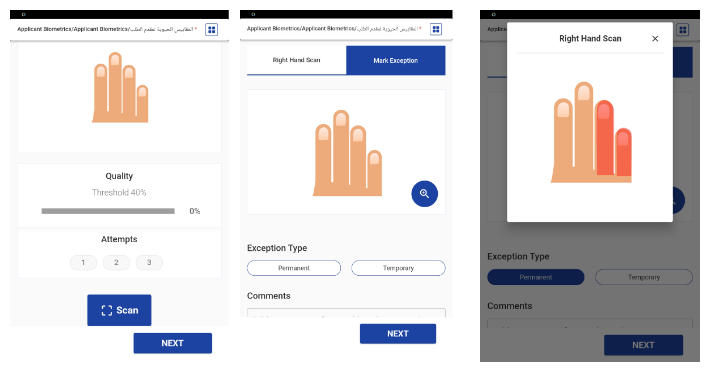 Applicant Biometrics/Applicant Biometrics/المقاييس الحيوية لمقدم الطلب *
Quality
Threshold 40%
0%
Attempts
1 2 3
Scan
NEXT
Applicant Biometrics/Applicant Biometrics/المقاييس الحيوية لمقدم الطلب *
Right Hand Scan Mark Exception
Exception Type
Permanent Temporary
Comments
NEXT
Right Hand Scan
Exception Type
Permanent Temporary
Comments
NEXT